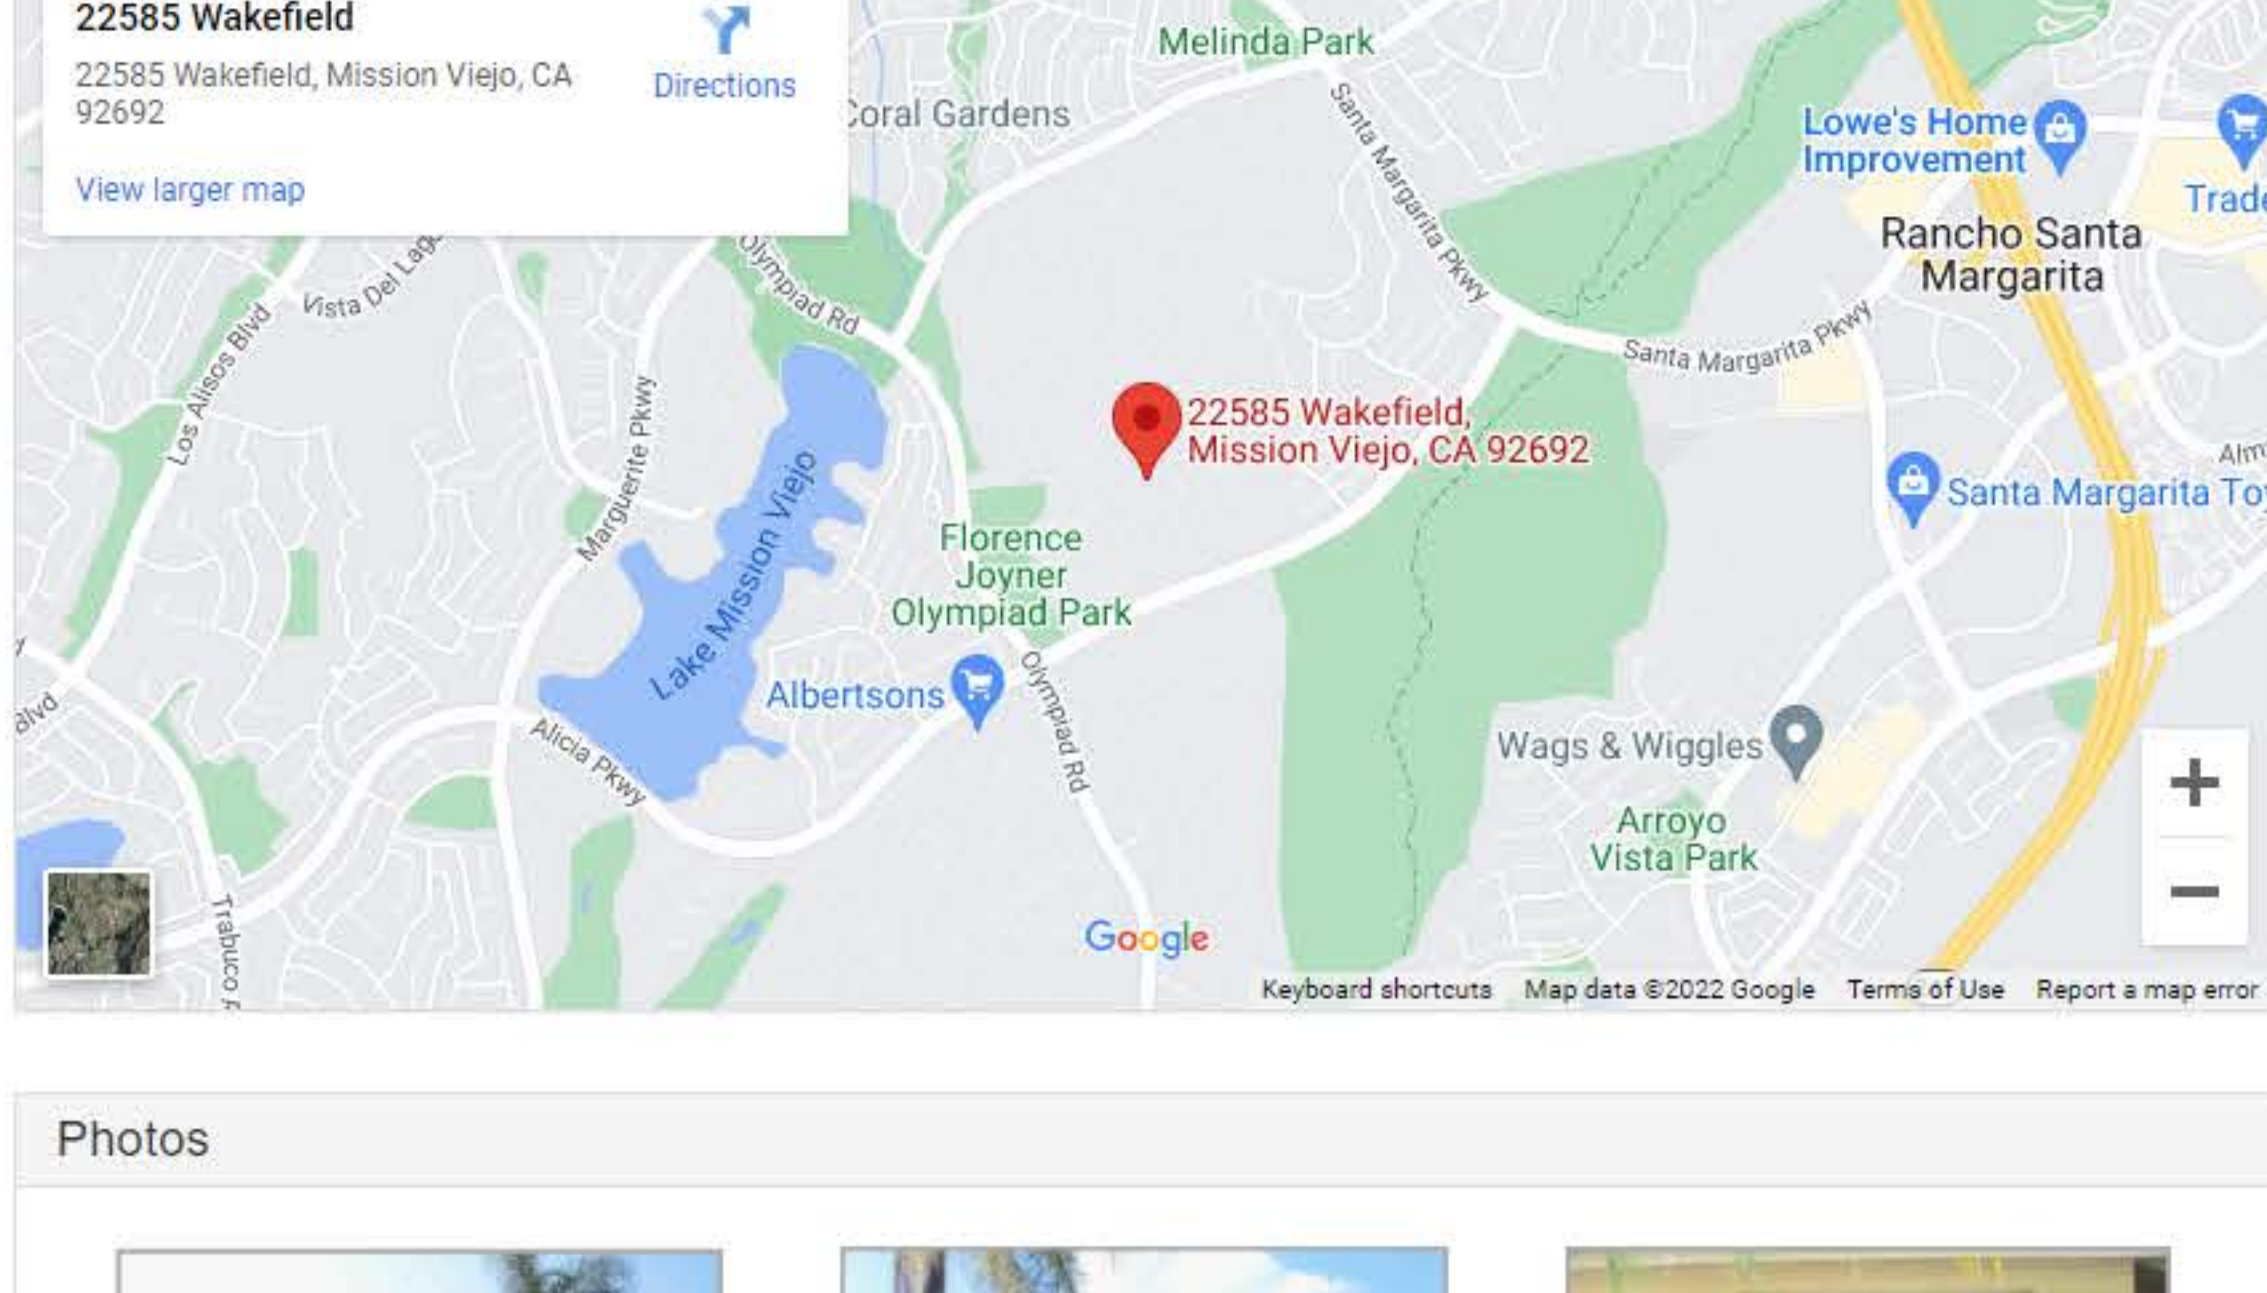 22585 Wakefield
22585 Wakefield, Mission Viejo, CA
92692
Directions
View larger map
Melinda Park
Coral Gardens
Santa Margarita Pkwy
Lowe's Home
Improvement
Trade
Rancho Santa
Margarita
Olympiad Rd
Vista Del Lago
Los Alisos Blvd
Marguerite Pkwy
Santa Margarita Pkwy
22585 Wakefield,
Mission Viejo, CA 92692
Alm
Santa Margarita To
Lake Mission Viejo
Florence
Joyner
Olympiad Park
Albertsons
Olympiad Rd
Blvd
Alicia Pkwy
Wags & Wiggles
Arroyo
Vista Park
Trabuco
Google
Keyboard shortcuts
Map data ©2022 Google
Terms of Use
Report a map error
Photos